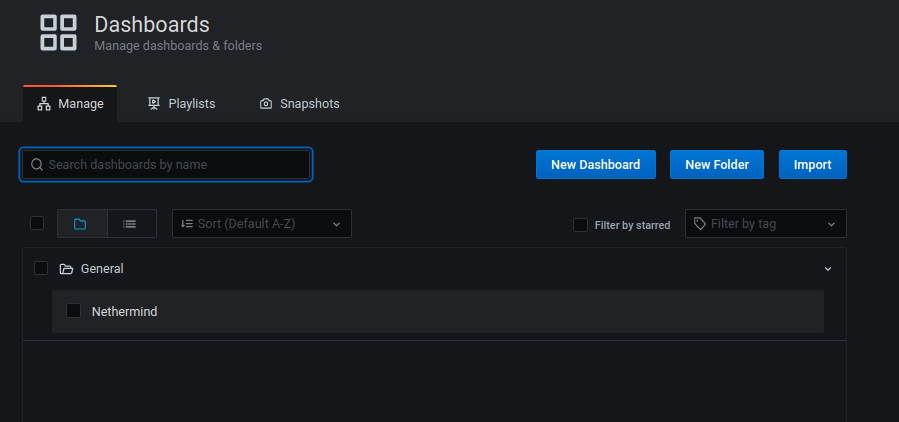 Dashboards
Manage dashboards & folders
Manage Playlists Snapshots
Search dashboards by name New Dashboard New Folder Import
Sort (Default A-Z) Filter by starred Filter by tag
General
Nethermind